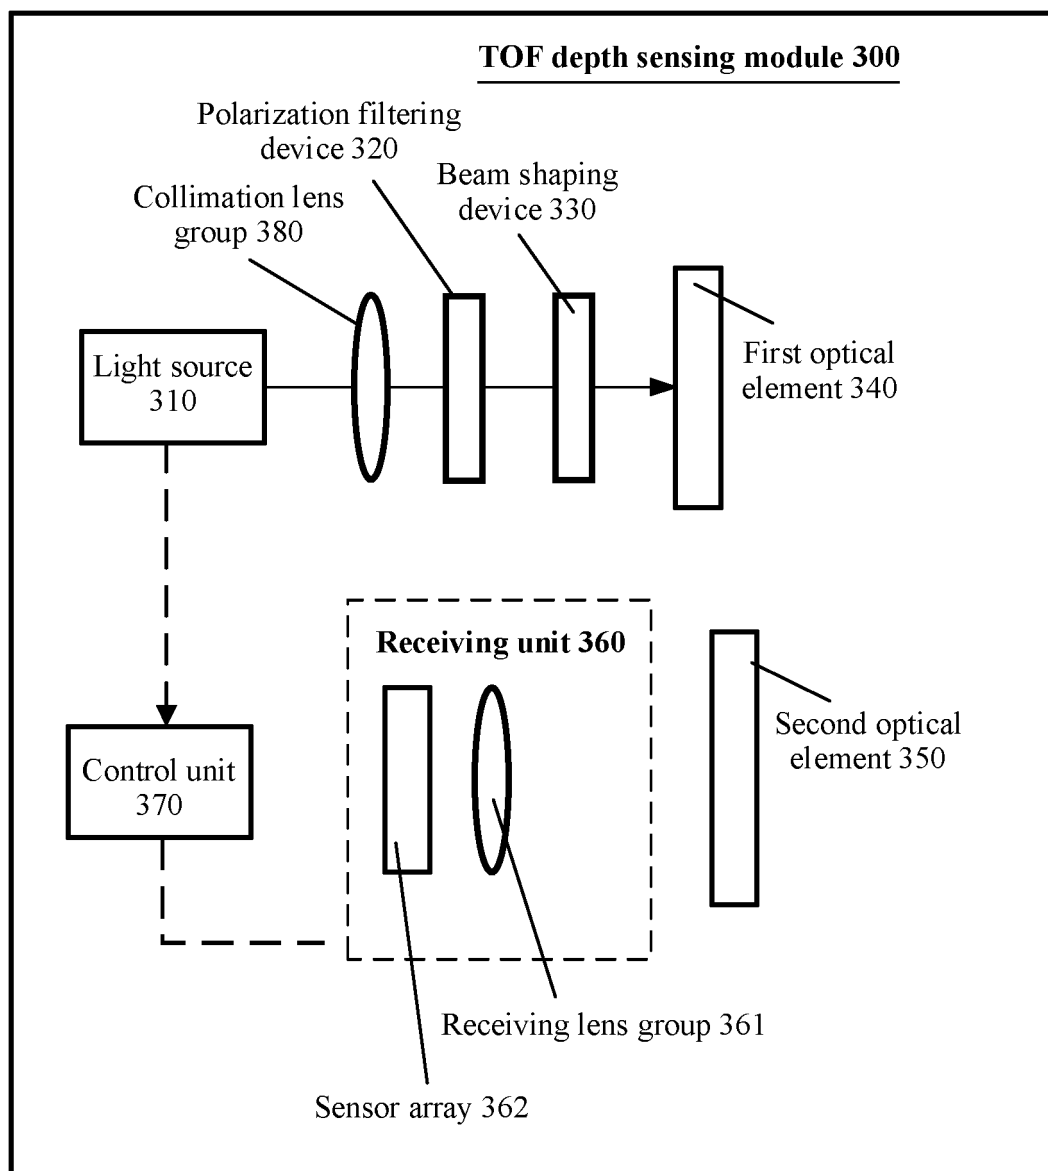 TOF depth sensing module 300
Polarization filtering
device 320
Beam shaping
device 330
Collimation lens
group 380
Light source
310
First optical
element 340
Receiving unit 360
Second optical
element 350
Control unit
370
Receiving lens group 361
Sensor array 362